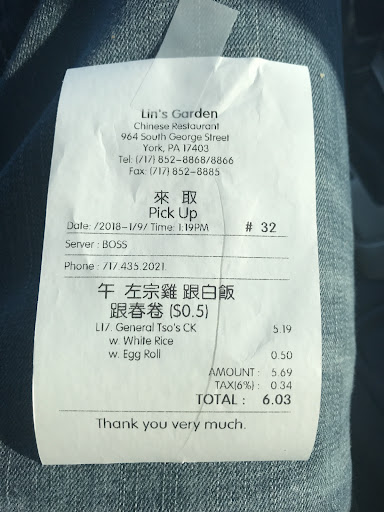 Lin's Garden
Chinese Restaurant
964 South George Street
York, PA 17403
Tel: (717) 852-8868/8866
Fax: (717) 852-8885
來 取
Pick Up
Date: /2018-1/9/ Time: 1:19PM # 32
Server : BOSS
Phone : 717 435 2021
午 左宗雞 跟白飯
跟春卷 (S0.5)
L17. General Tso's CK 5.19
w. White Rice
w. Egg Roll 0.50
AMOUNT : 5.69
TAX(6%) : 0.34
TOTAL : 6.03
Thank you very much.